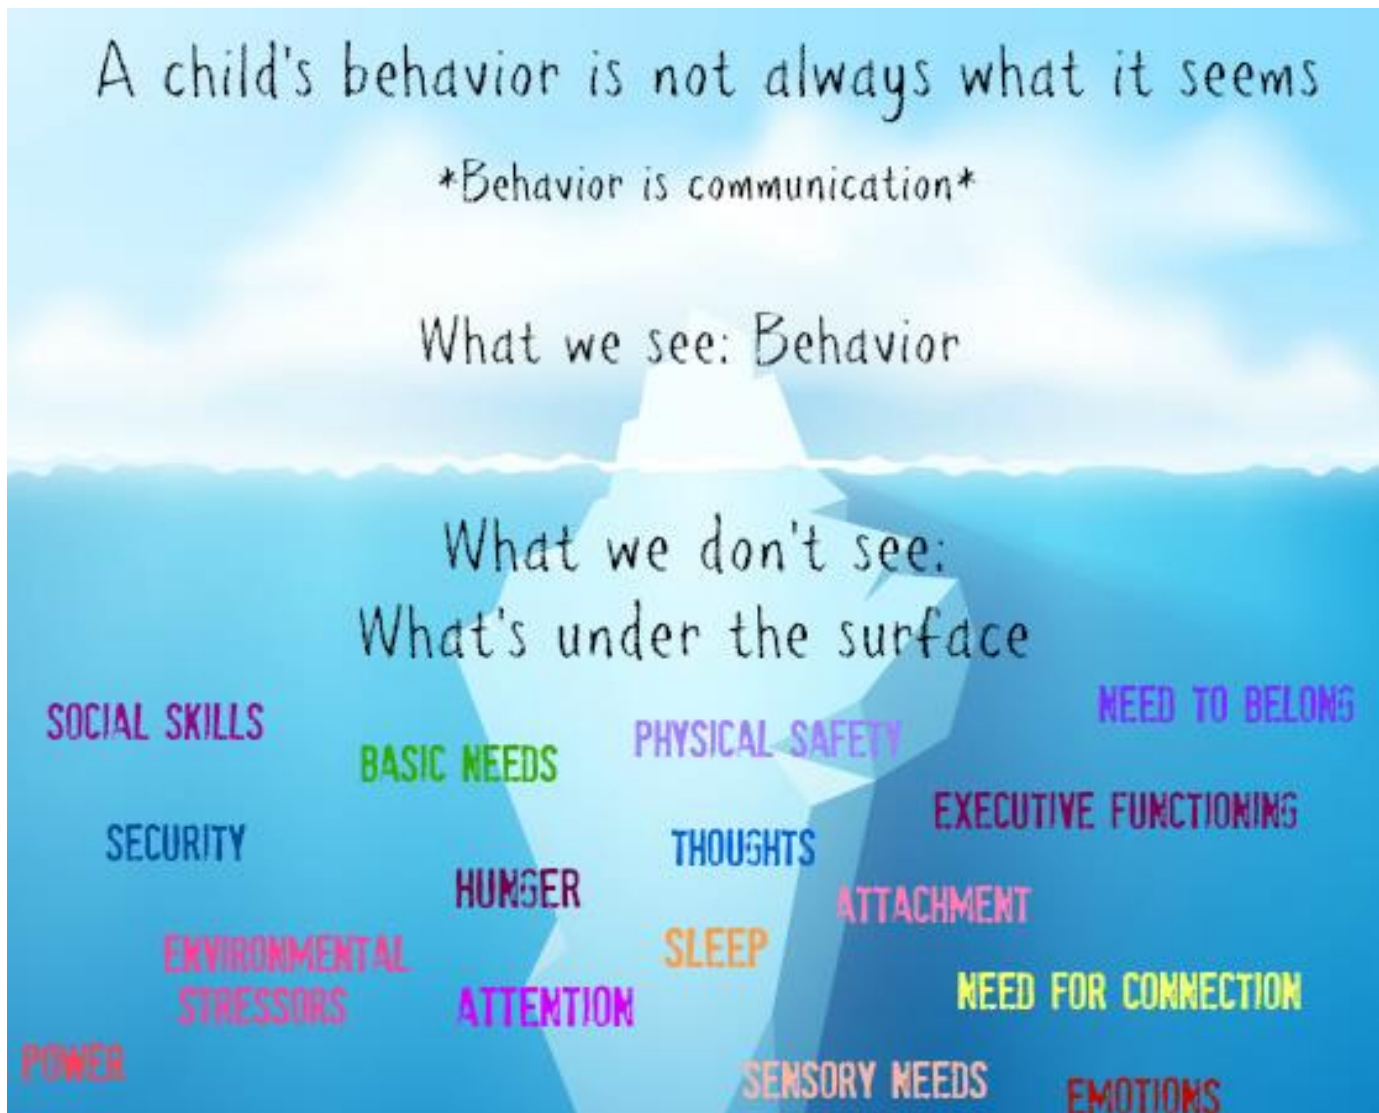 A child's behavior is not always what it seems
*Behavior is communication*
What we see: Behavior
What we don't see:
What's under the surface
NEED TO BELONG
SOCIAL SKILLS
PHYSICAL SAFETY
BASIC NEEDS
EXECUTIVE FUNCTIONING
SECURITY
THOUGHTS
HUNGER
ATTACHMENT
ENVIRONMENTAL
STRESSORS
SLEEP
NEED FOR CONNECTION
ATTENTION
POWER
SENSORY NEEDS
EMOTIONS